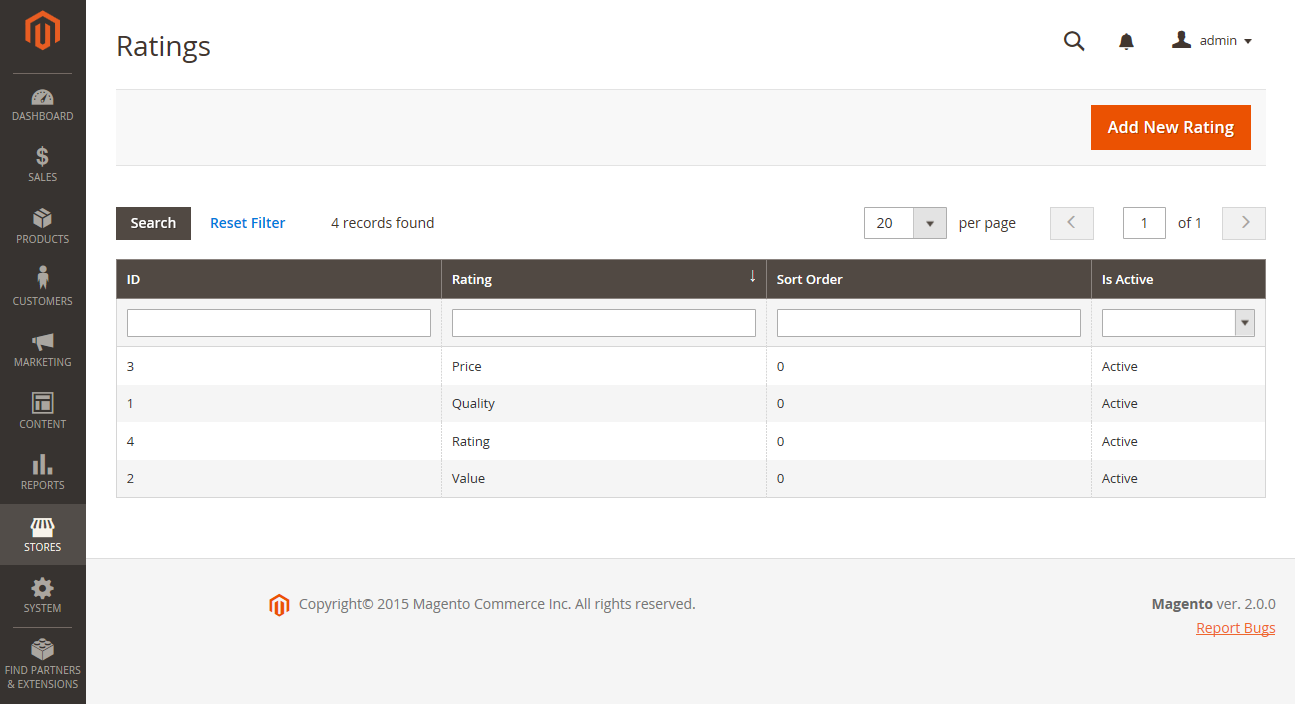 Ratings
admin
DASHBOARD
SALES
PRODUCTS
CUSTOMERS
MARKETING
CONTENT
REPORTS
STORES
SYSTEM
FIND PARTNERS
& EXTENSIONS
Add New Rating
Search Reset Filter 4 records found 20 per page 1 of 1
ID Rating ↓ Sort Order Is Active
3 Price 0 Active
1 Quality 0 Active
4 Rating 0 Active
2 Value 0 Active
Copyright© 2015 Magento Commerce Inc. All rights reserved.
Magento ver. 2.0.0
Report Bugs